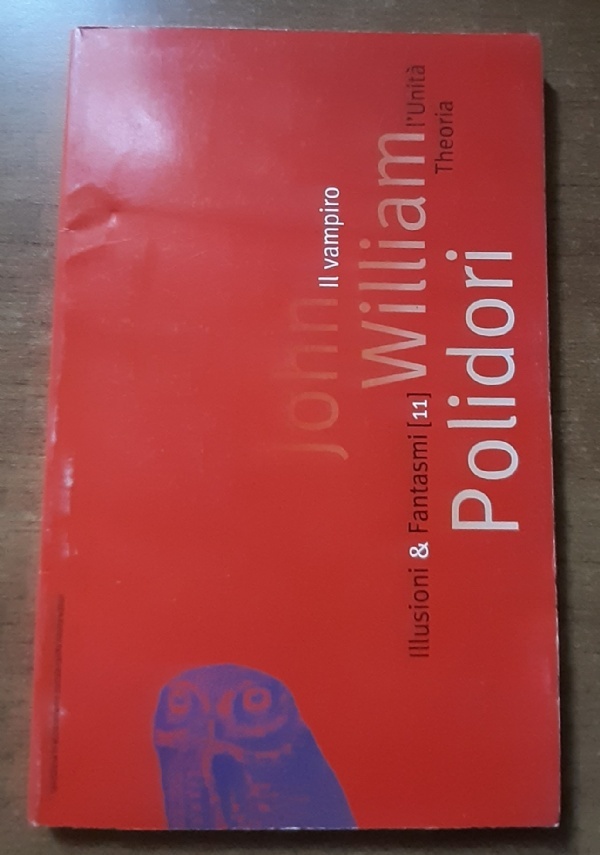 John
Il vampiro
William
l'Unità
Illusioni & Fantasmi [11]
Theoria
Polidori